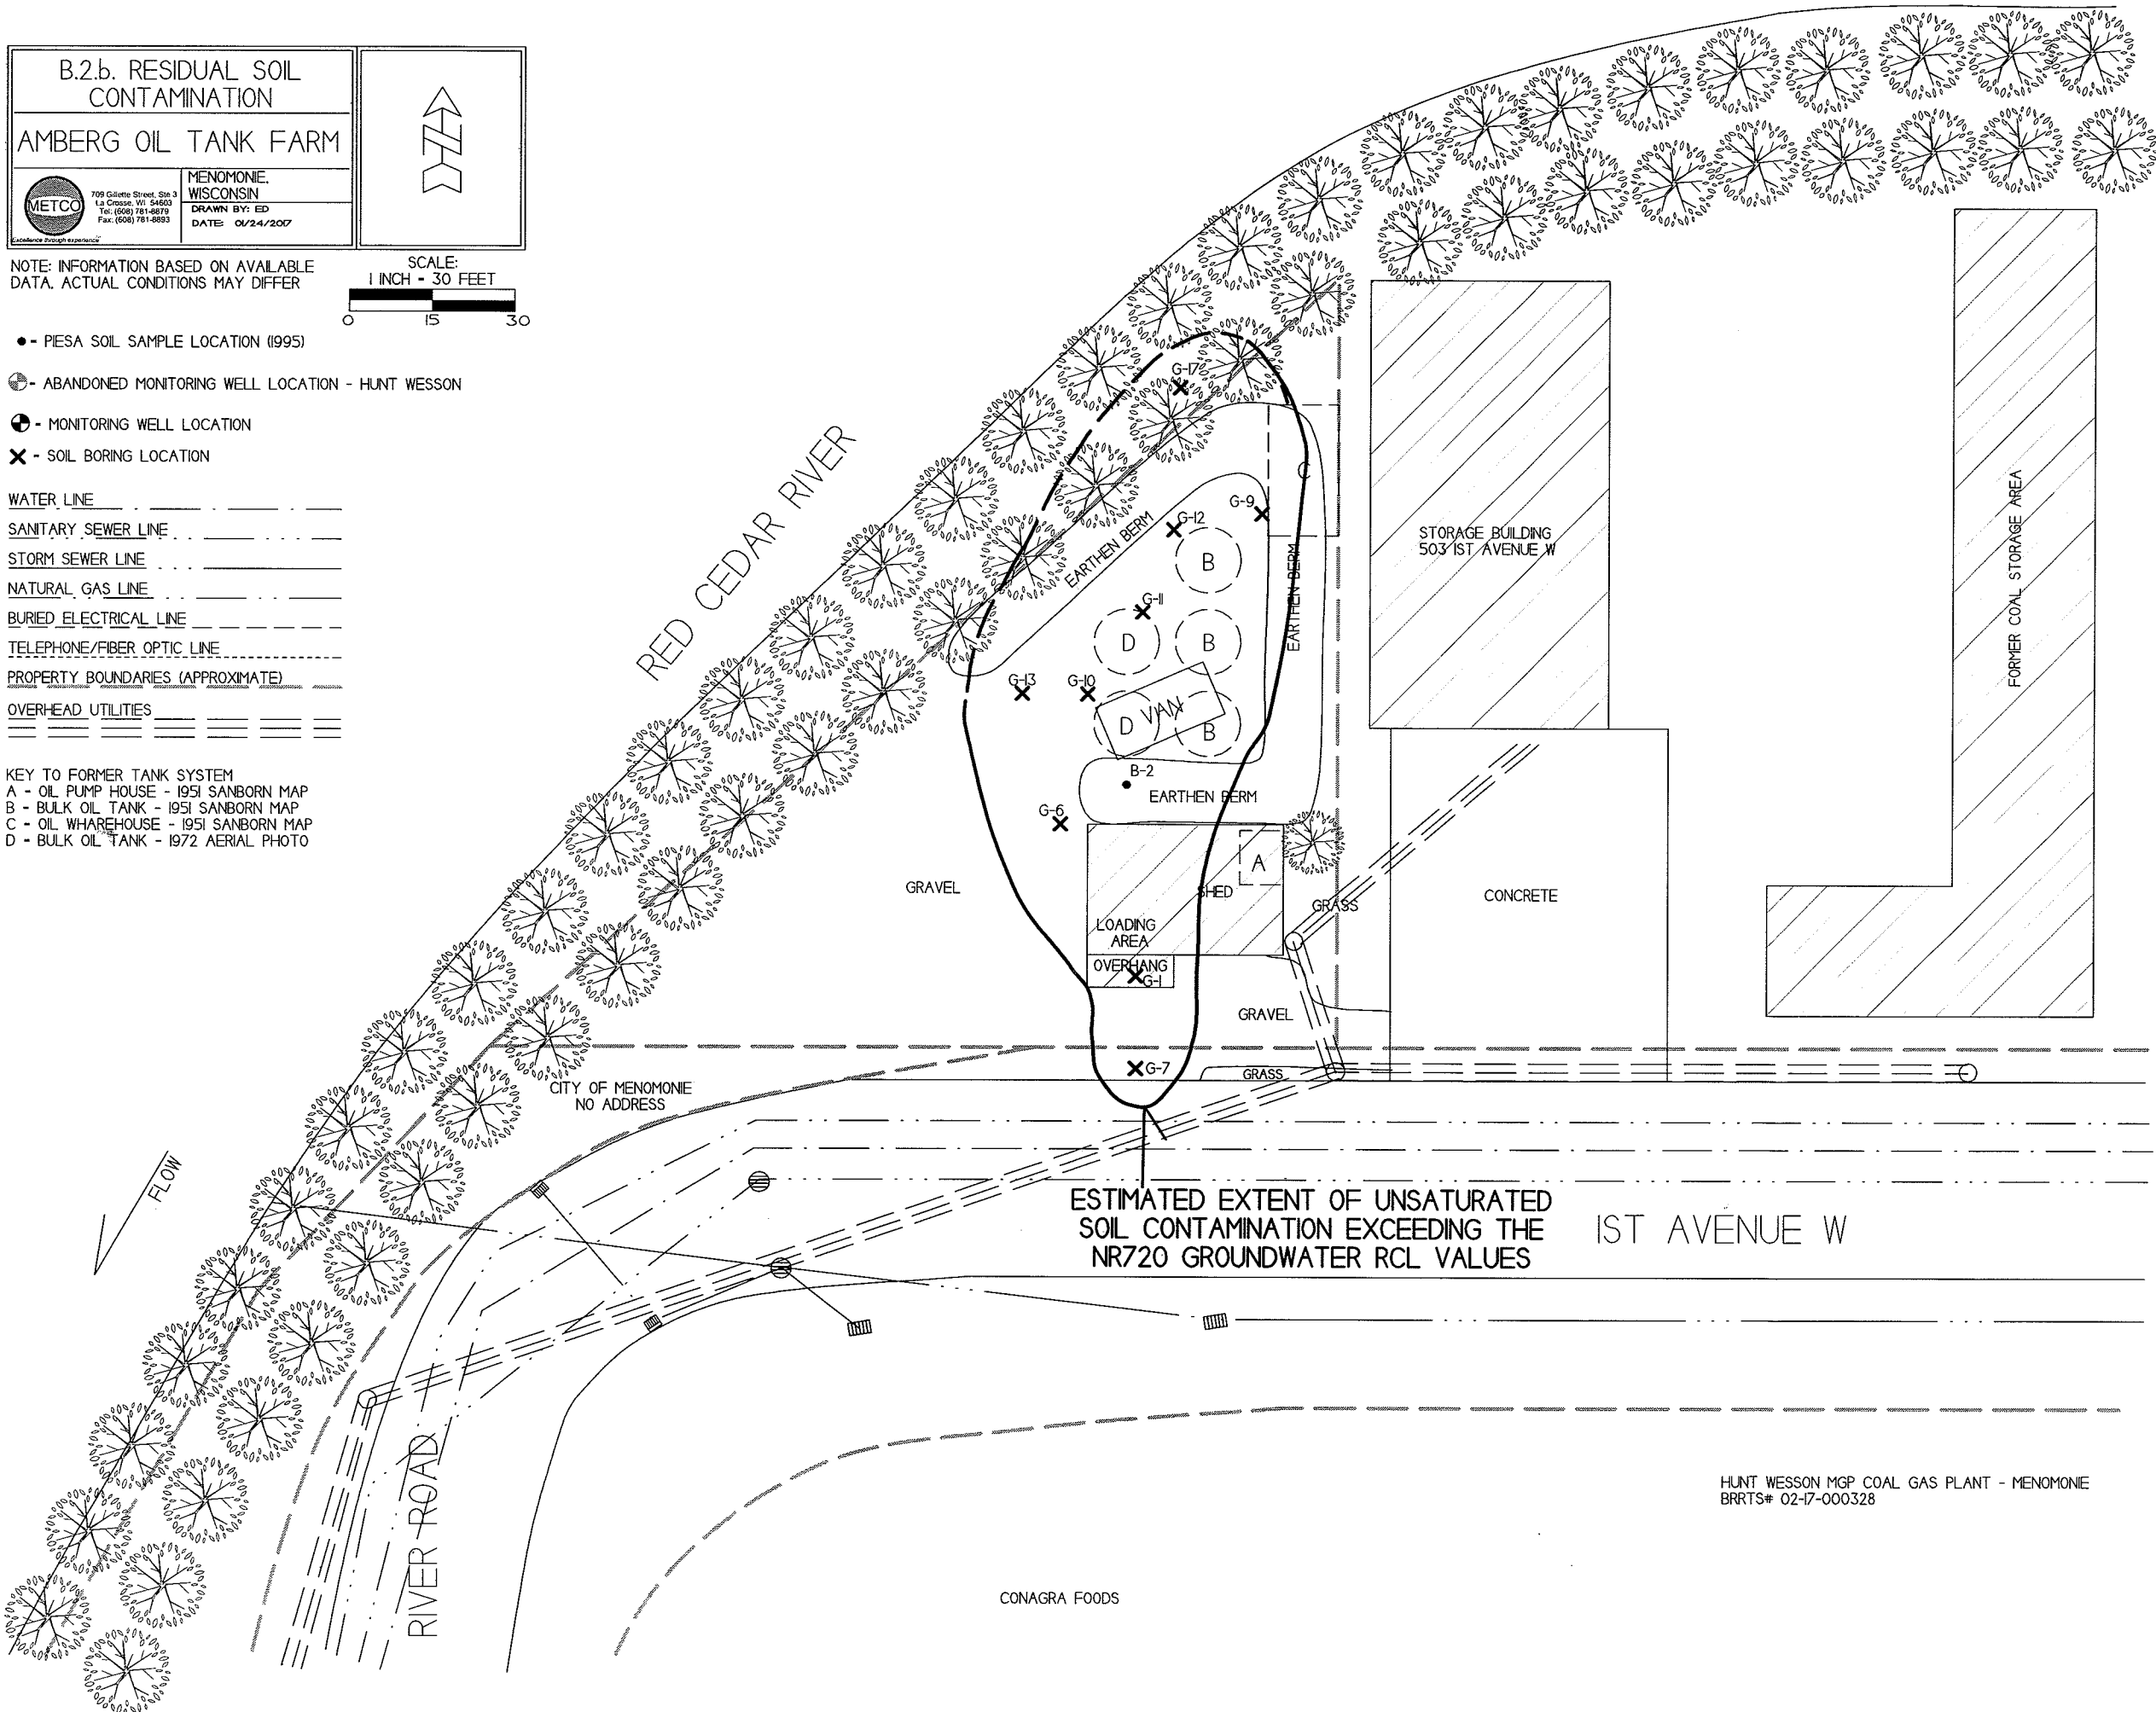 B.2.b. RESIDUAL SOIL
CONTAMINATION
AMBERG OIL TANK FARM
METCO
Excellence through experience
709 Gillette Street, Ste 3
La Crosse, WI 54603
Tel: (608) 781-8879
Fax: (608) 781-8893
MENOMONIE,
WISCONSIN
DRAWN BY: ED
DATE: 01/24/2017
N
NOTE: INFORMATION BASED ON AVAILABLE
DATA. ACTUAL CONDITIONS MAY DIFFER
SCALE:
1 INCH = 30 FEET
0 15 30
- PIESA SOIL SAMPLE LOCATION (1995)
- ABANDONED MONITORING WELL LOCATION - HUNT WESSON
- MONITORING WELL LOCATION
- SOIL BORING LOCATION
WATER LINE
SANITARY SEWER LINE
STORM SEWER LINE
NATURAL GAS LINE
BURIED ELECTRICAL LINE
TELEPHONE/FIBER OPTIC LINE
PROPERTY BOUNDARIES (APPROXIMATE)
OVERHEAD UTILITIES
KEY TO FORMER TANK SYSTEM
A - OIL PUMP HOUSE - 1951 SANBORN MAP
B - BULK OIL TANK - 1951 SANBORN MAP
C - OIL WHAREHOUSE - 1951 SANBORN MAP
D - BULK OIL TANK - 1972 AERIAL PHOTO
RED CEDAR RIVER
G-17
C
G-9
G-12
EARTHEN BERM
B
EARTHEN BERM
G-11
D
B
G-13
G-10
D
VAN
B
B-2
EARTHEN BERM
G-6
A
SHED
GRAVEL
LOADING
AREA
OVERHANG
G-1
GRASS
GRAVEL
CONCRETE
STORAGE BUILDING
503 1ST AVENUE W
FORMER COAL STORAGE AREA
G-7
GRASS
CITY OF MENOMONIE
NO ADDRESS
FLOW
ESTIMATED EXTENT OF UNSATURATED
SOIL CONTAMINATION EXCEEDING THE
NR720 GROUNDWATER RCL VALUES
1ST AVENUE W
RIVER ROAD
HUNT WESSON MGP COAL GAS PLANT - MENOMONIE
BRRTS# 02-17-000328
CONAGRA FOODS